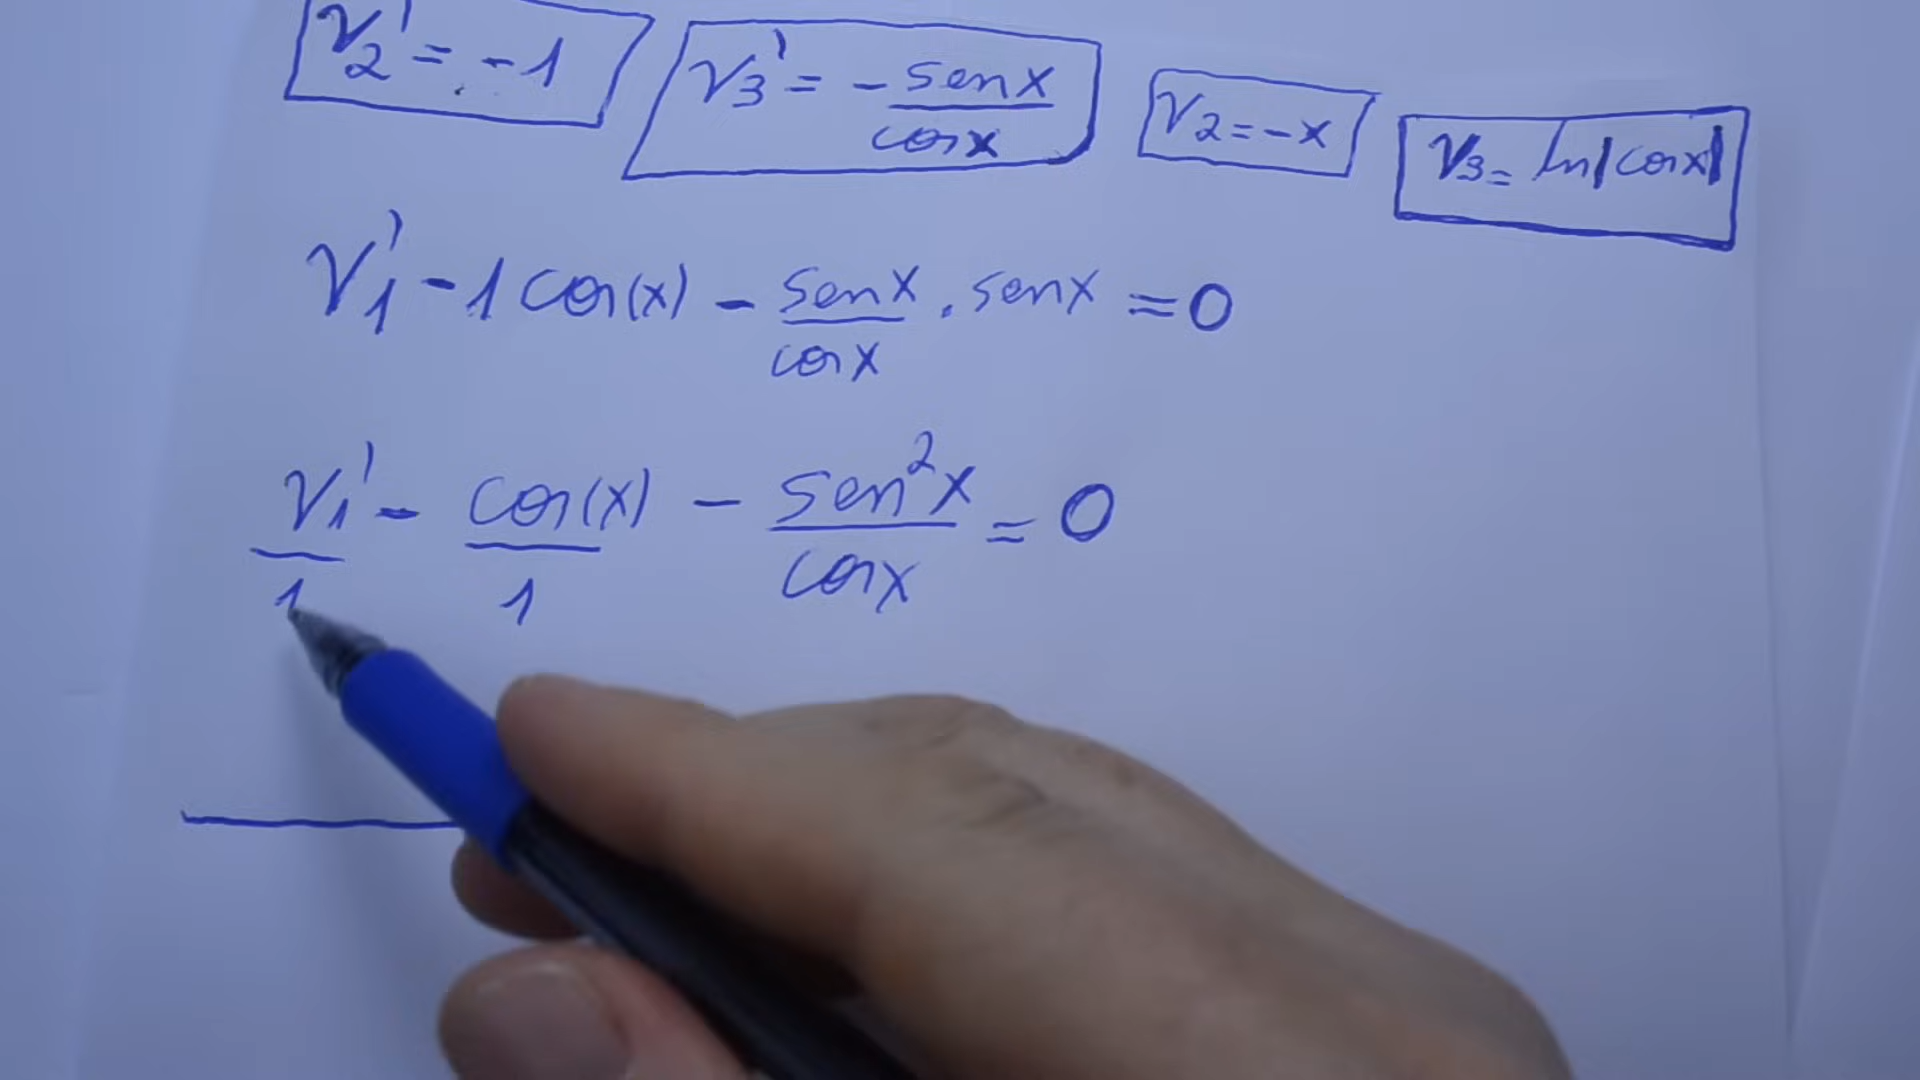 V₂' = -1 V₃' = - senx/cosx V₂ = -x V₃ = ln|cosx|
V₁' - 1 cos(x) - senx/cosx . senx = 0
V₁'/1 - cos(x)/1 - sen²x/cosx = 0